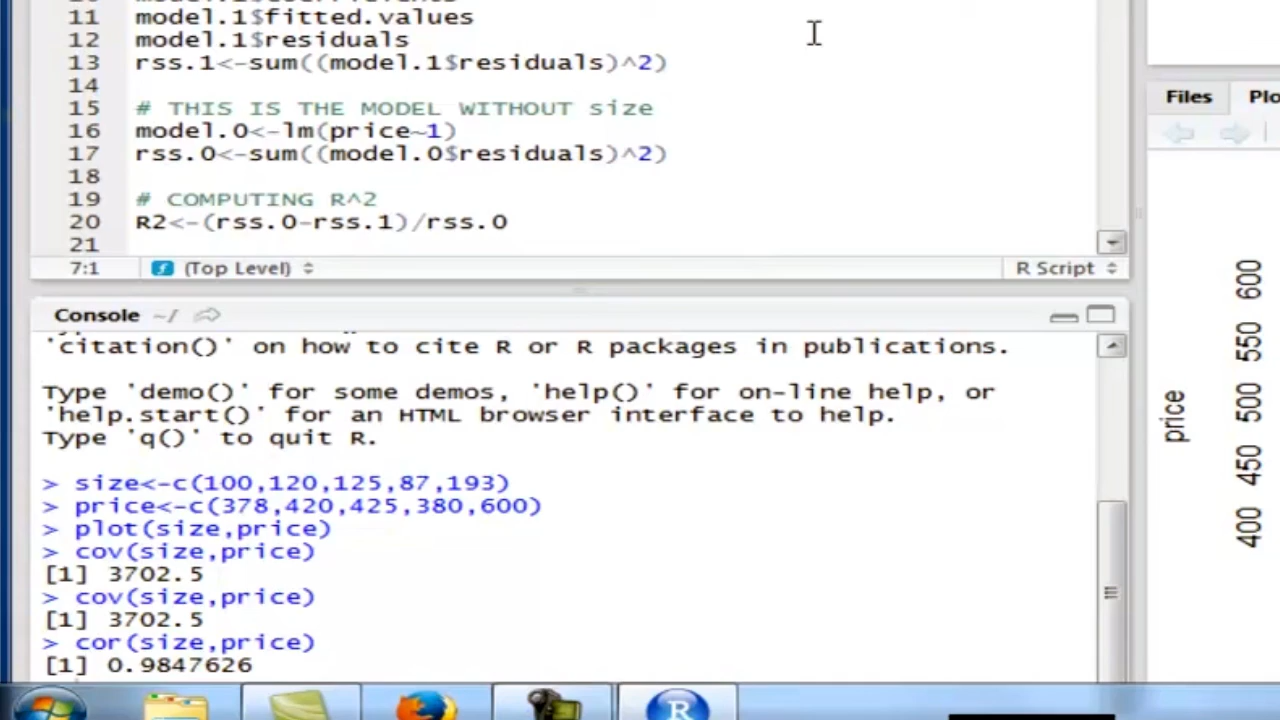 11 model.1$fitted.values
12 model.1$residuals
13 rss.1<-sum((model.1$residuals)^2)
14
15 # THIS IS THE MODEL WITHOUT size
16 model.0<-lm(price~1)
17 rss.0<-sum((model.0$residuals)^2)
18
19 # COMPUTING R^2
20 R2<-(rss.0-rss.1)/rss.0
21
7:1 (Top Level) R Script
Console ~/
'citation()' on how to cite R or R packages in publications.
Type 'demo()' for some demos, 'help()' for on-line help, or
'help.start()' for an HTML browser interface to help.
Type 'q()' to quit R.
> size<-c(100,120,125,87,193)
> price<-c(378,420,425,380,600)
> plot(size,price)
> cov(size,price)
[1] 3702.5
> cov(size,price)
[1] 3702.5
> cor(size,price)
[1] 0.9847626
Files Plo
price
400 450 500 550 600
R